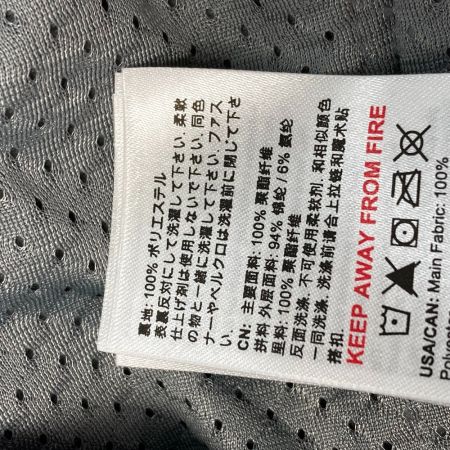 裏地: 100% ポリエステル
表裏反対にして洗濯して下さい. 柔軟
仕上げ剤は使用しないで下さい. 同色
の物と一緒に洗濯して下さい. ファス
ナーやベルクロは洗濯前に閉じて下さ
い.
CN: 主要面料: 100% 聚酯纤维
拼料 外层面料: 94% 锦纶 / 6% 氨纶
里料: 100% 聚酯纤维
反面洗涤. 不可使用柔软剂. 和相似颜色
一同洗涤. 洗涤前请合上拉链和魔术贴
搭扣.
KEEP AWAY FROM FIRE
USA/CAN: Main Fabric: 100%